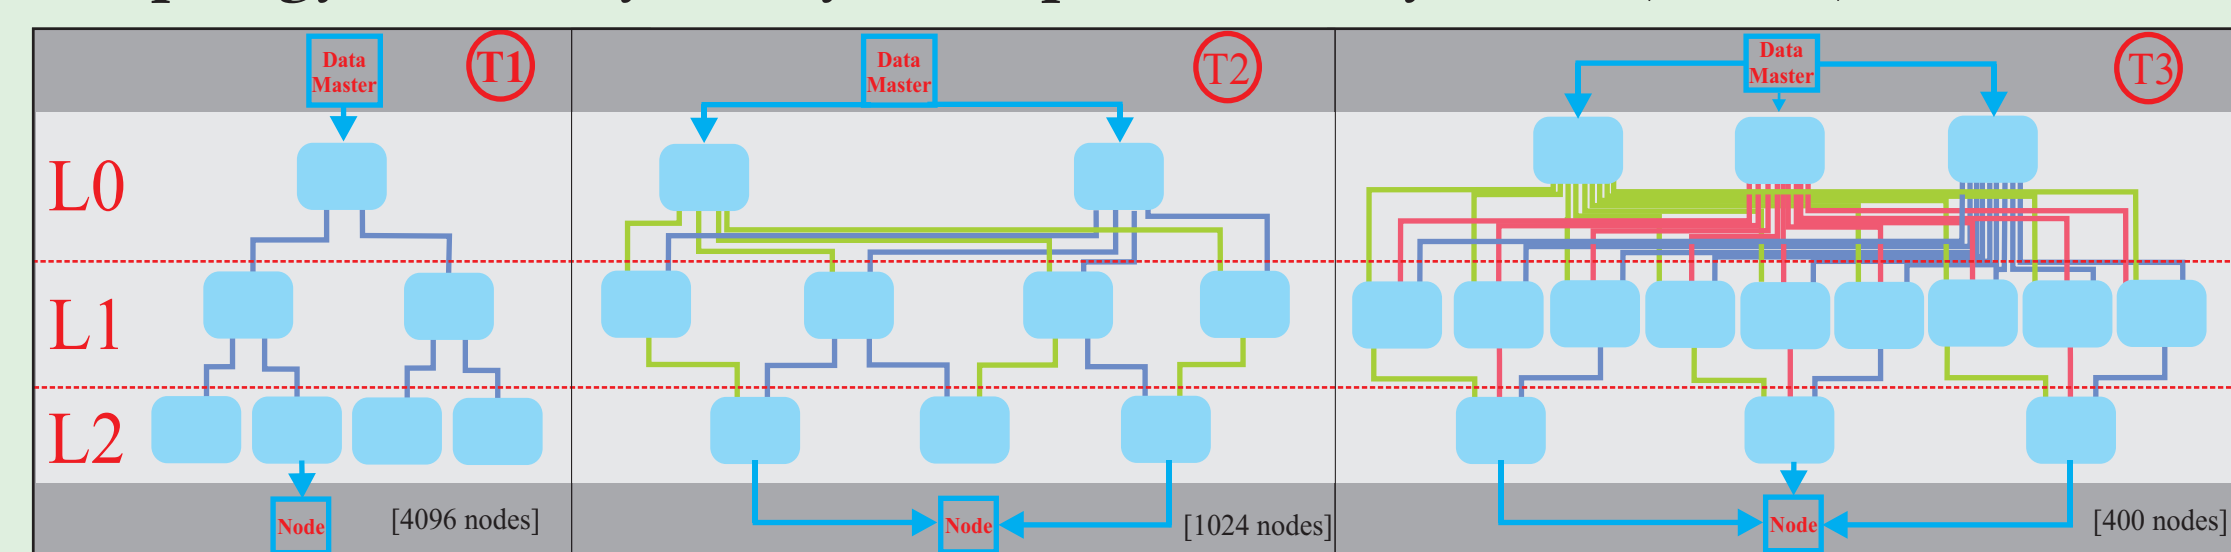 Data
Master
T1
Data
Master
T2
Data
Master
T3
L0
L1
L2
Node
[4096 nodes]
Node
[1024 nodes]
Node
[400 nodes]